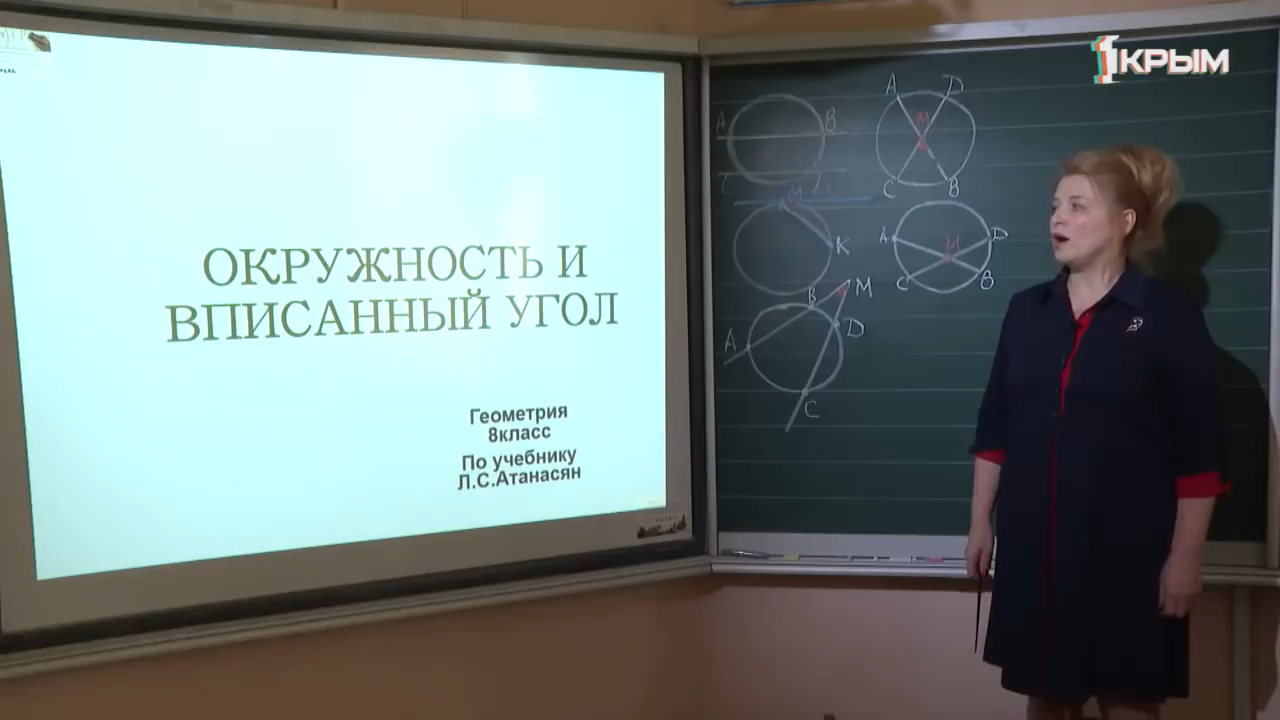 ОКРУЖНОСТЬ И
ВПИСАННЫЙ УГОЛ
Геометрия
8класс
По учебнику
Л.С.Атанасян
1КРЫМ
A B
A D
M
C B
M
K
A D
M
C B
B M
A D
C